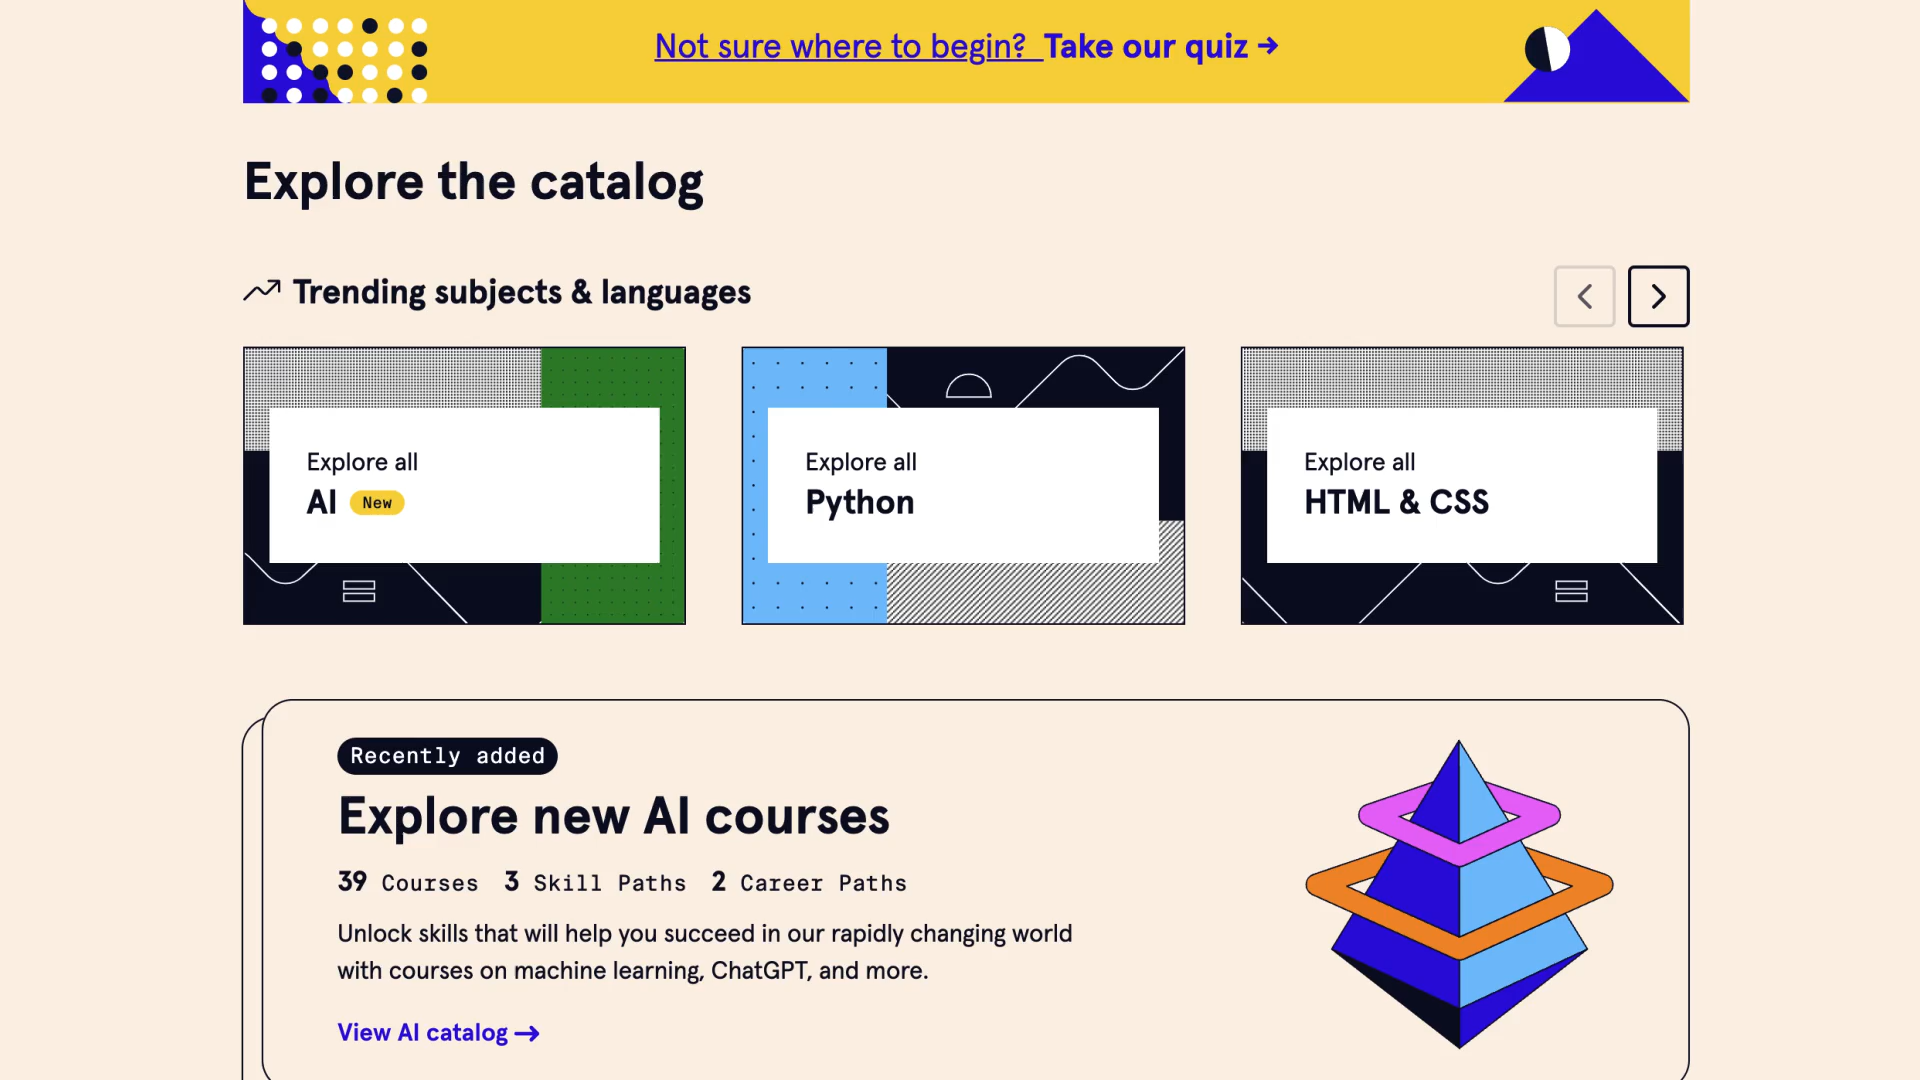 Not sure where to begin? Take our quiz →
Explore the catalog
Trending subjects & languages
Explore all
AI New
Explore all
Python
Explore all
HTML & CSS
Recently added
Explore new AI courses
39 Courses 3 Skill Paths 2 Career Paths
Unlock skills that will help you succeed in our rapidly changing world
with courses on machine learning, ChatGPT, and more.
View AI catalog →